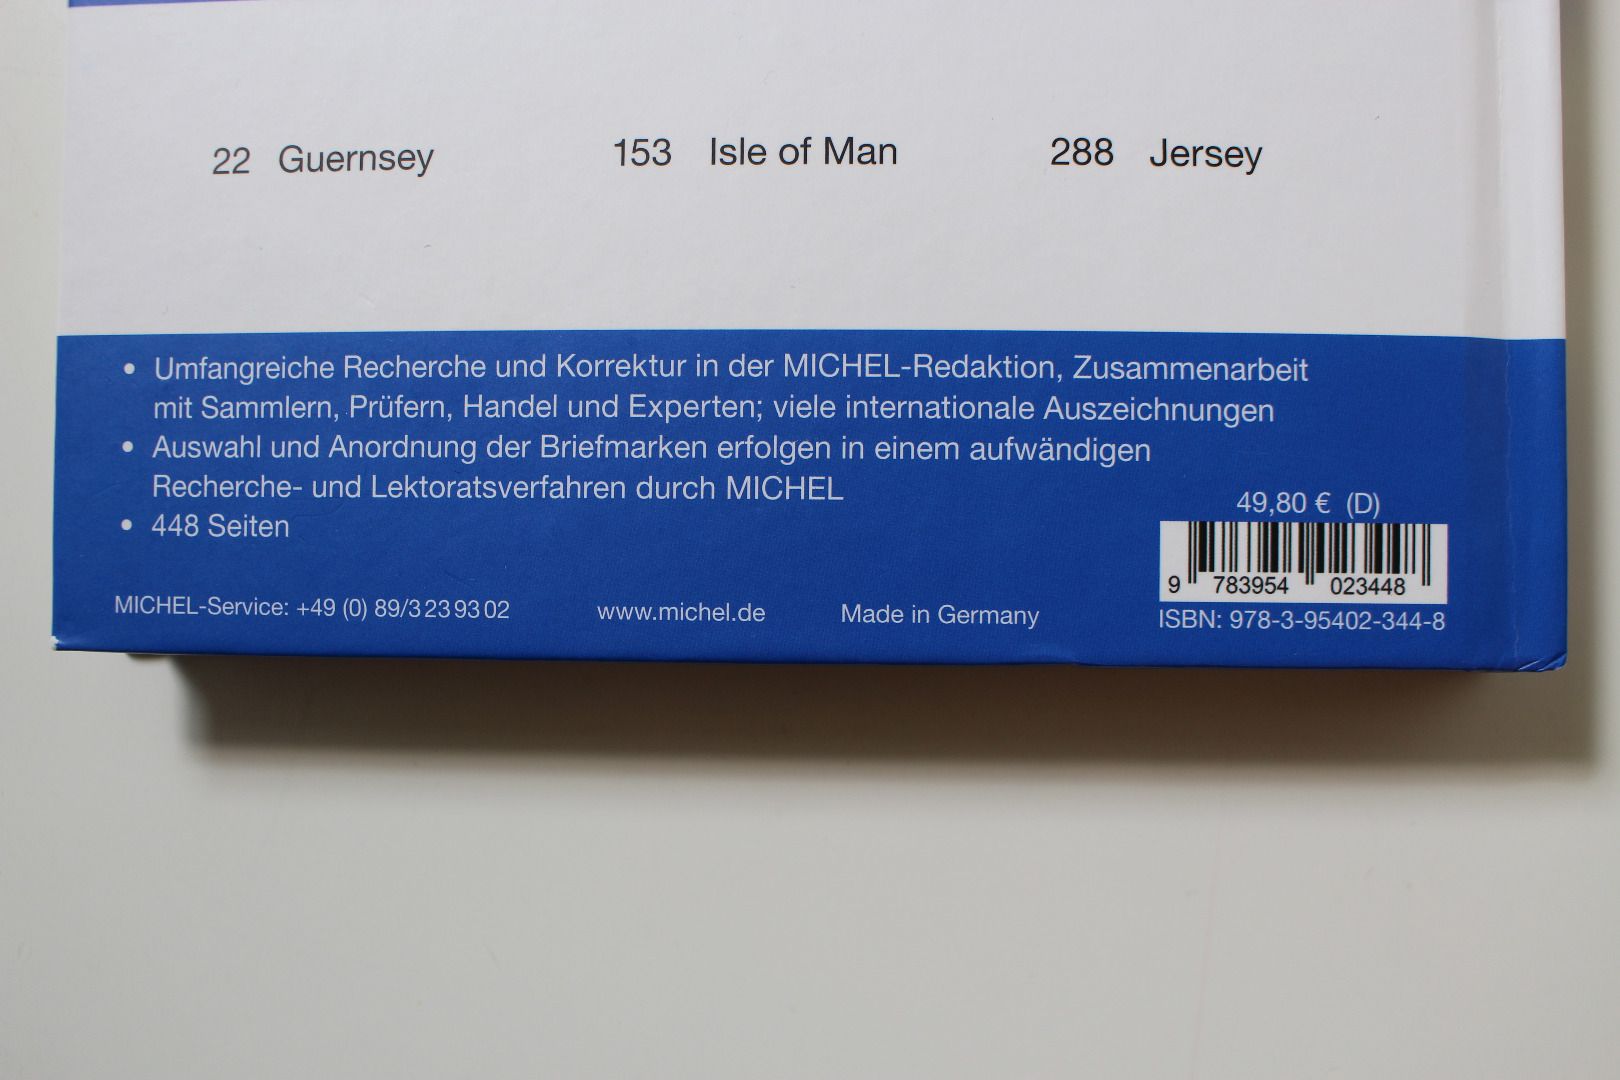 22 Guernsey 153 Isle of Man 288 Jersey
• Umfangreiche Recherche und Korrektur in der MICHEL-Redaktion, Zusammenarbeit
mit Sammlern, Prüfern, Handel und Experten; viele internationale Auszeichnungen
• Auswahl und Anordnung der Briefmarken erfolgen in einem aufwändigen
Recherche- und Lektoratsverfahren durch MICHEL
• 448 Seiten
49,80 € (D)
9 783954 023448
MICHEL-Service: +49 (0) 89/3 23 93 02 www.michel.de Made in Germany ISBN: 978-3-95402-344-8